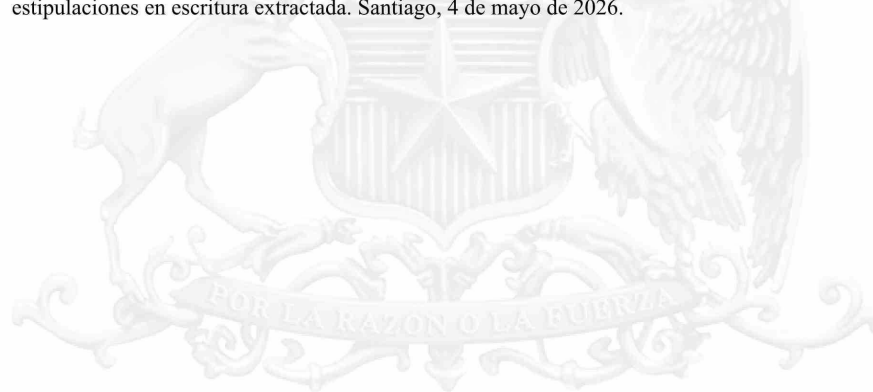 estipulaciones en escritura extractada. Santiago, 4 de mayo de 2026.
POR LA RAZON O LA FUERZA